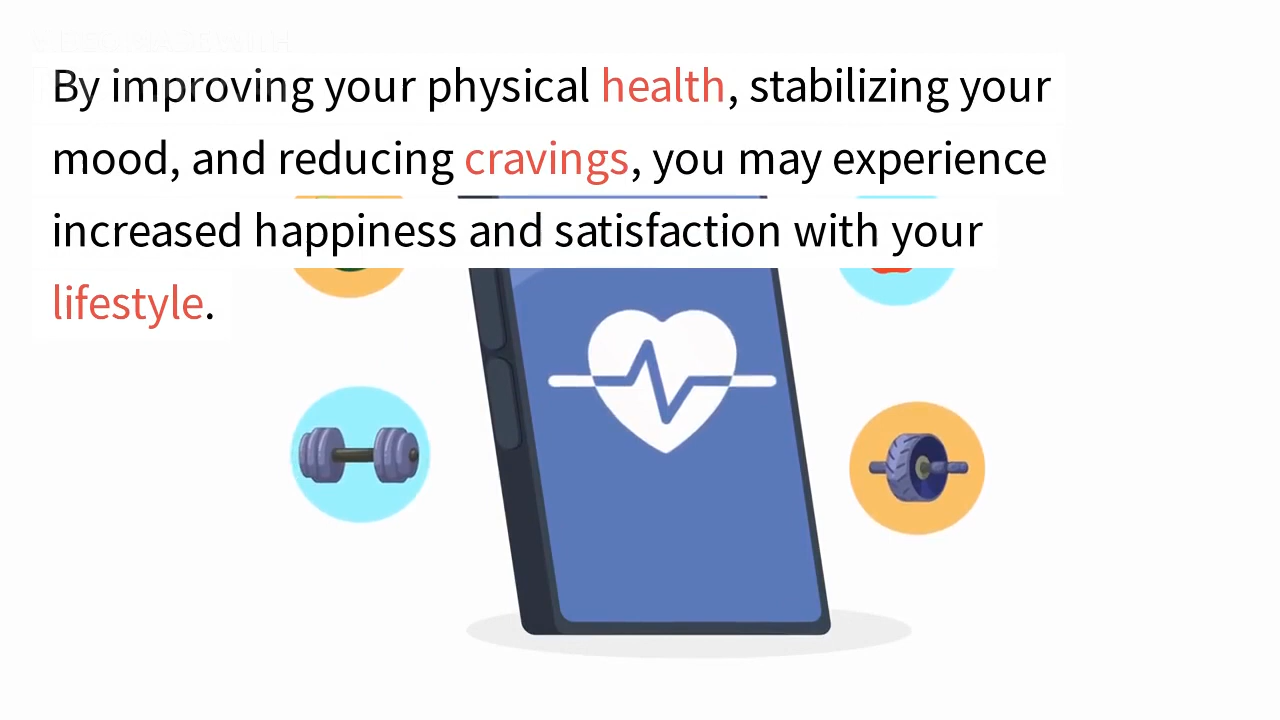 By improving your physical health, stabilizing your
mood, and reducing cravings, you may experience
increased happiness and satisfaction with your
lifestyle.